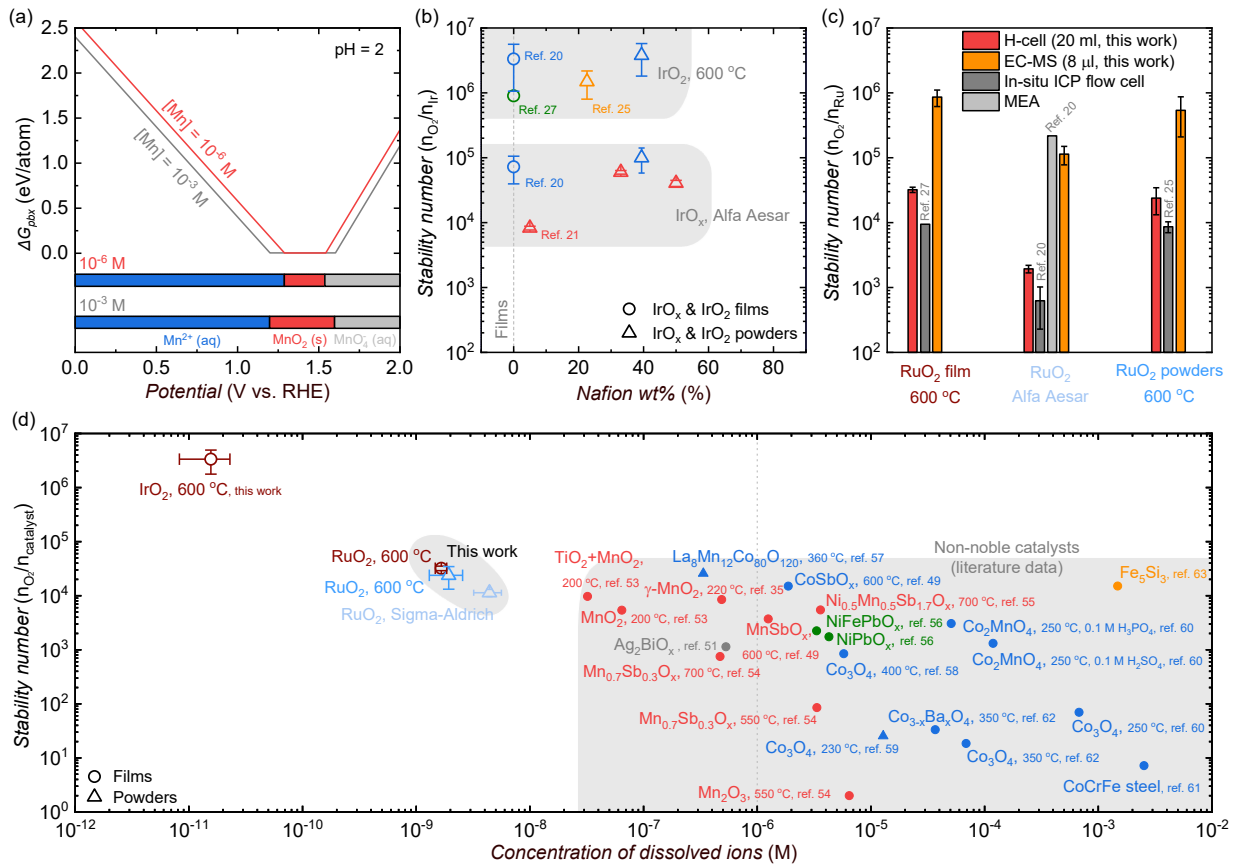 (a)
2.5
2.0
1.5
1.0
0.5
0.0
ΔG_pbx (eV/atom)
pH = 2
[Mn] = 10⁻⁶ M
[Mn] = 10⁻³ M
10⁻⁶ M
10⁻³ M
Mn²⁺ (aq)
MnO₂ (s)
MnO₄⁻ (aq)
0.0 0.5 1.0 1.5 2.0
Potential (V vs. RHE)
(b)
10⁷
10⁶
10⁵
10⁴
10³
10²
Stability number (n_O₂/n_Ir)
Ref. 20
IrO₂, 600 °C
Ref. 27
Ref. 25
Ref. 20
IrOₓ, Alfa Aesar
Ref. 21
Films
IrOₓ & IrO₂ films
IrOₓ & IrO₂ powders
0 20 40 60 80
Nafion wt% (%)
(c)
10⁷
10⁶
10⁵
10⁴
10³
10²
Stability number (n_O₂/n_Ru)
H-cell (20 ml, this work)
EC-MS (8 µl, this work)
In-situ ICP flow cell
MEA
Ref. 27
Ref. 20
Ref. 20
Ref. 25
RuO₂ film
600 °C
RuO₂
Alfa Aesar
RuO₂ powders
600 °C
(d)
10⁷
10⁶
10⁵
10⁴
10³
10²
10¹
10⁰
Stability number (n_O₂/n_catalyst)
IrO₂, 600 °C, this work
RuO₂, 600 °C
This work
RuO₂, 600 °C
RuO₂, Sigma-Aldrich
Non-noble catalysts
(literature data)
TiO₂+MnO₂,
200 °C, ref. 53
La₈Mn₁₂Co₈₀O₁₂₀, 360 °C, ref. 57
γ-MnO₂, 220 °C, ref. 35
CoSbOₓ, 600 °C, ref. 49
Fe₅Si₃, ref. 63
MnO₂, 200 °C, ref. 53
Ni₀.₅Mn₀.₅Sb₁.₇Oₓ, 700 °C, ref. 55
MnSbOₓ,
600 °C, ref. 49
NiFePbOₓ, ref. 56
NiPbOₓ, ref. 56
Co₂MnO₄, 250 °C, 0.1 M H₃PO₄, ref. 60
Ag₂BiOₓ, ref. 51
Co₂MnO₄, 250 °C, 0.1 M H₂SO₄, ref. 60
Mn₀.₇Sb₀.₃Oₓ, 700 °C, ref. 54
Co₃O₄, 400 °C, ref. 58
Mn₀.₇Sb₀.₃Oₓ, 550 °C, ref. 54
Co₃₋ₓBaₓO₄, 350 °C, ref. 62
Co₃O₄, 250 °C, ref. 60
Co₃O₄, 230 °C, ref. 59
Co₃O₄, 350 °C, ref. 62
CoCrFe steel, ref. 61
Mn₂O₃, 550 °C, ref. 54
Films
Powders
10⁻¹² 10⁻¹¹ 10⁻¹⁰ 10⁻⁹ 10⁻⁸ 10⁻⁷ 10⁻⁶ 10⁻⁵ 10⁻⁴ 10⁻³ 10⁻²
Concentration of dissolved ions (M)